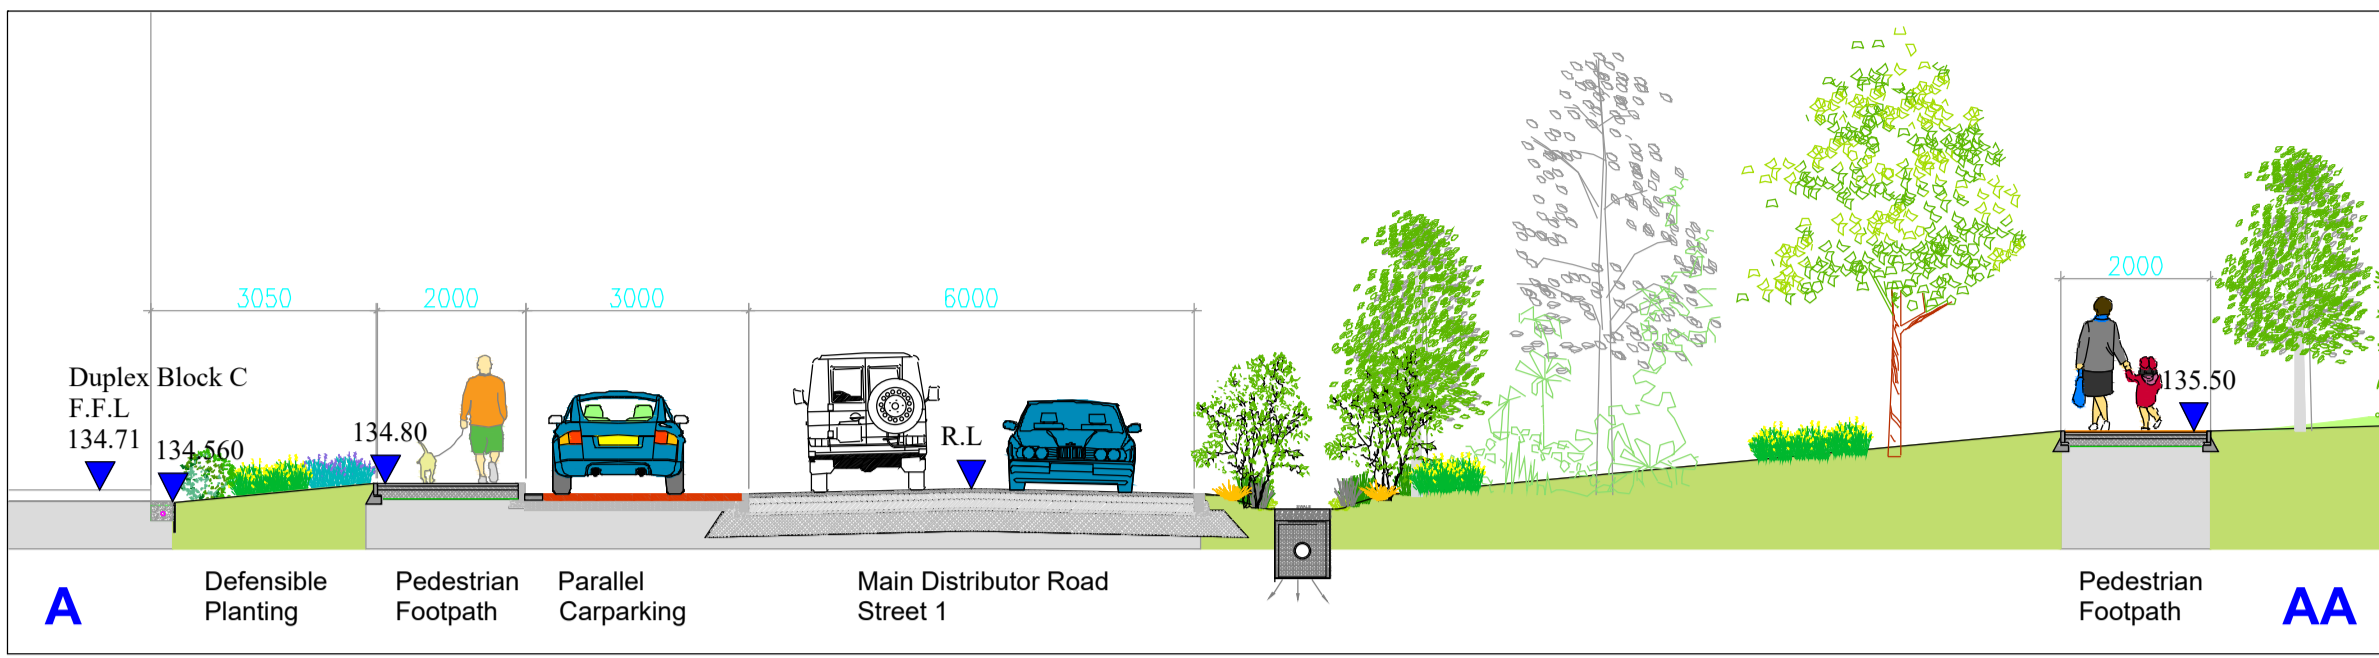 3050
2000
3000
6000
2000
Duplex Block C
F.F.L
134.71
134.560
134.80
R.L
135.50
A
Defensible
Planting
Pedestrian
Footpath
Parallel
Carparking
Main Distributor Road
Street 1
Pedestrian
Footpath
AA